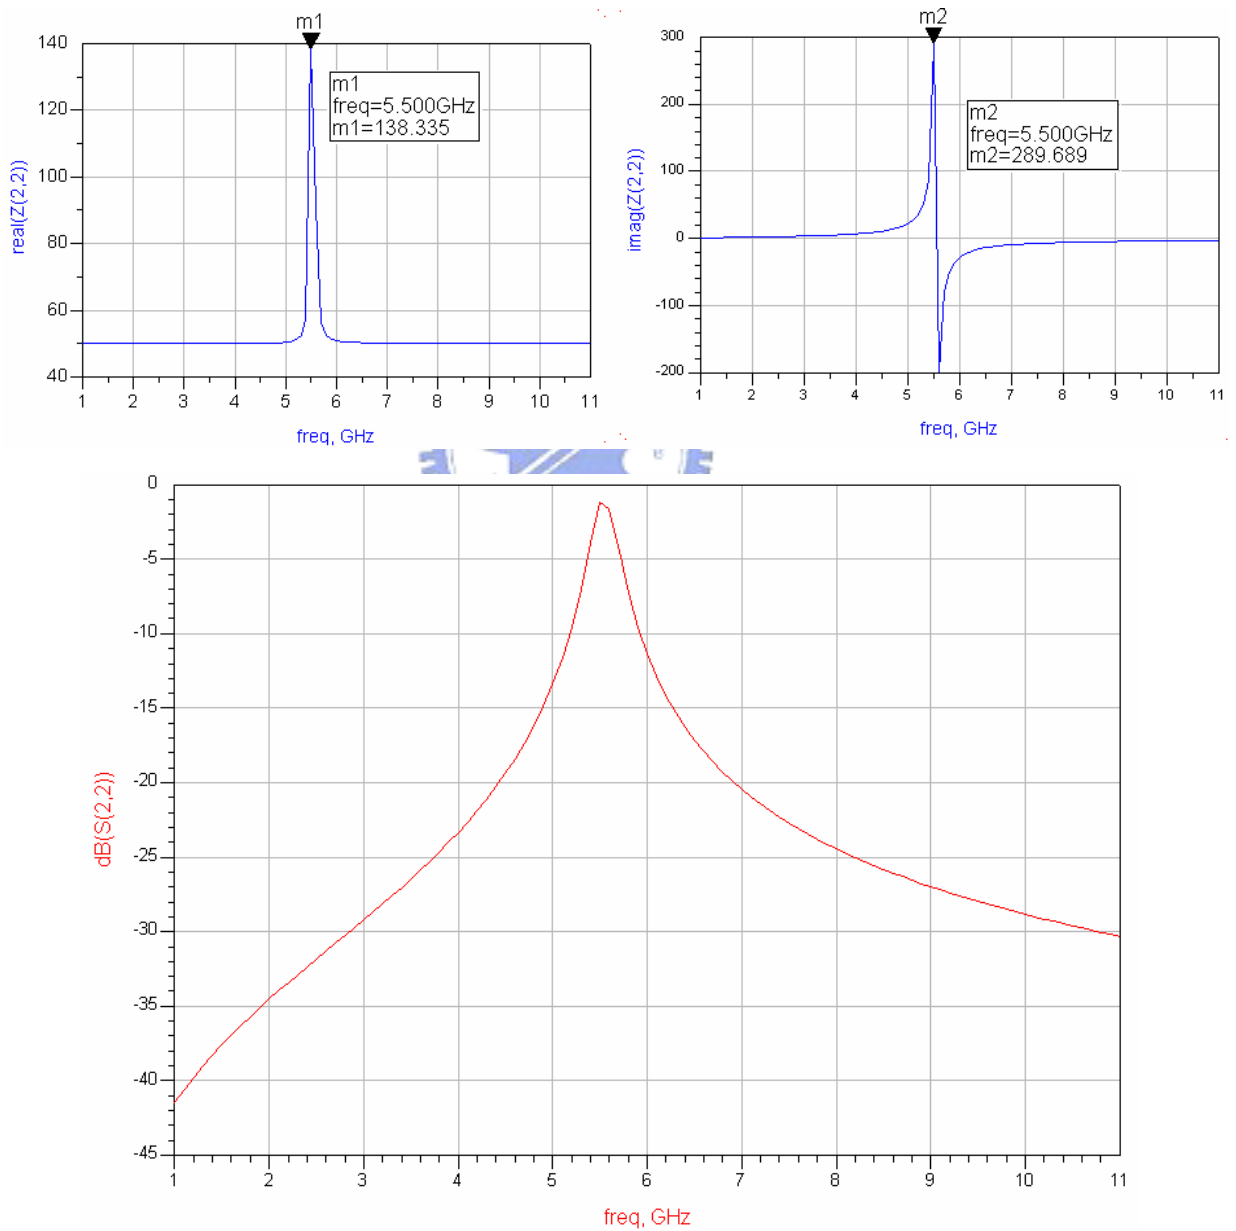 m1
140
120
100
80
60
40
real(Z(2,2))
m1
freq=5.500GHz
m1=138.335
1 2 3 4 5 6 7 8 9 10 11
freq, GHz
m2
300
200
100
0
-100
-200
imag(Z(2,2))
m2
freq=5.500GHz
m2=289.689
1 2 3 4 5 6 7 8 9 10 11
freq, GHz
0
-5
-10
-15
-20
-25
-30
-35
-40
-45
dB(S(2,2))
1 2 3 4 5 6 7 8 9 10 11
freq, GHz